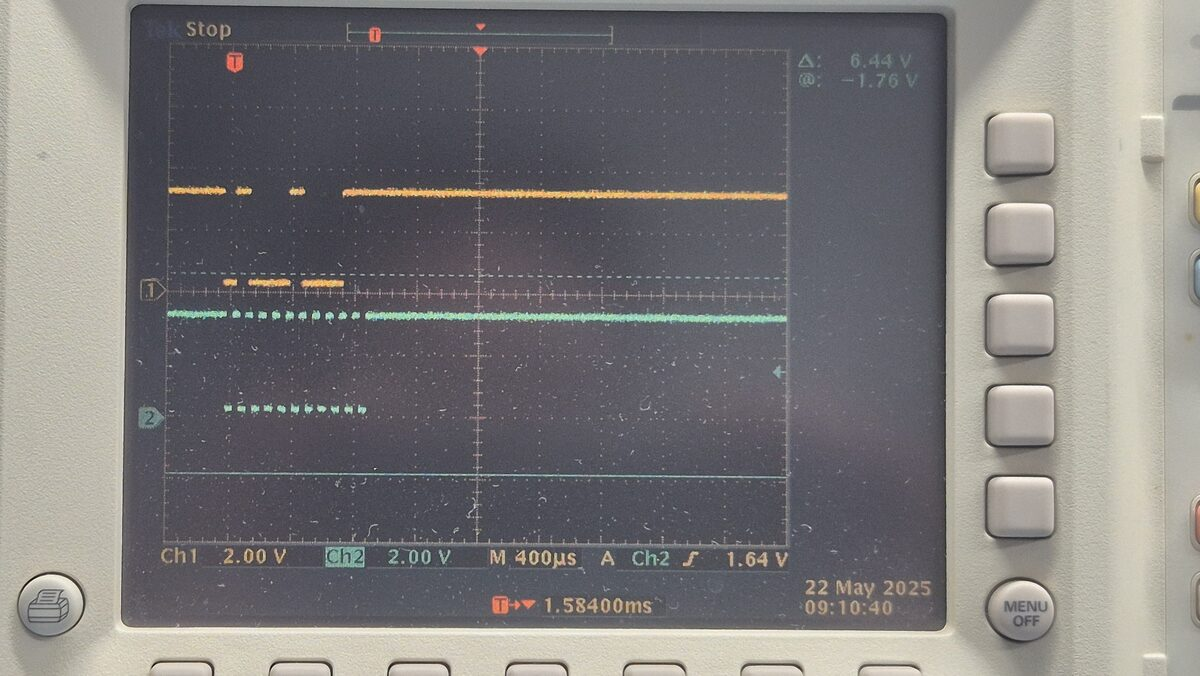 Tek Stop
T
T
Δ: 6.44 V
@: −1.76 V
1
2
Ch1 2.00 V Ch2 2.00 V M 400µs A Ch2 1.64 V
T 1.58400ms
22 May 2025
09:10:40
MENU
OFF